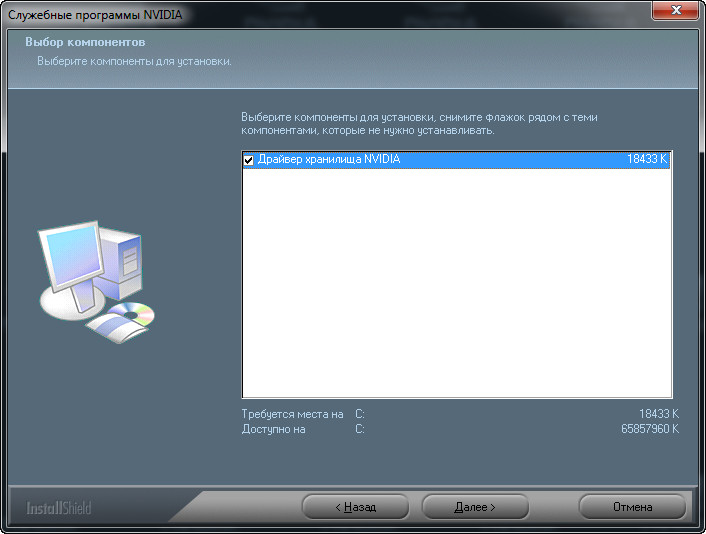 Служебные программы NVIDIA
Выбор компонентов
Выберите компоненты для установки.
Выберите компоненты для установки, снимите флажок рядом с теми
компонентами, которые не нужно устанавливать.
Драйвер хранилища NVIDIA 18433 K
Требуется места на C: 18433 K
Доступно на C: 65857960 K
InstallShield
< Назад Далее > Отмена